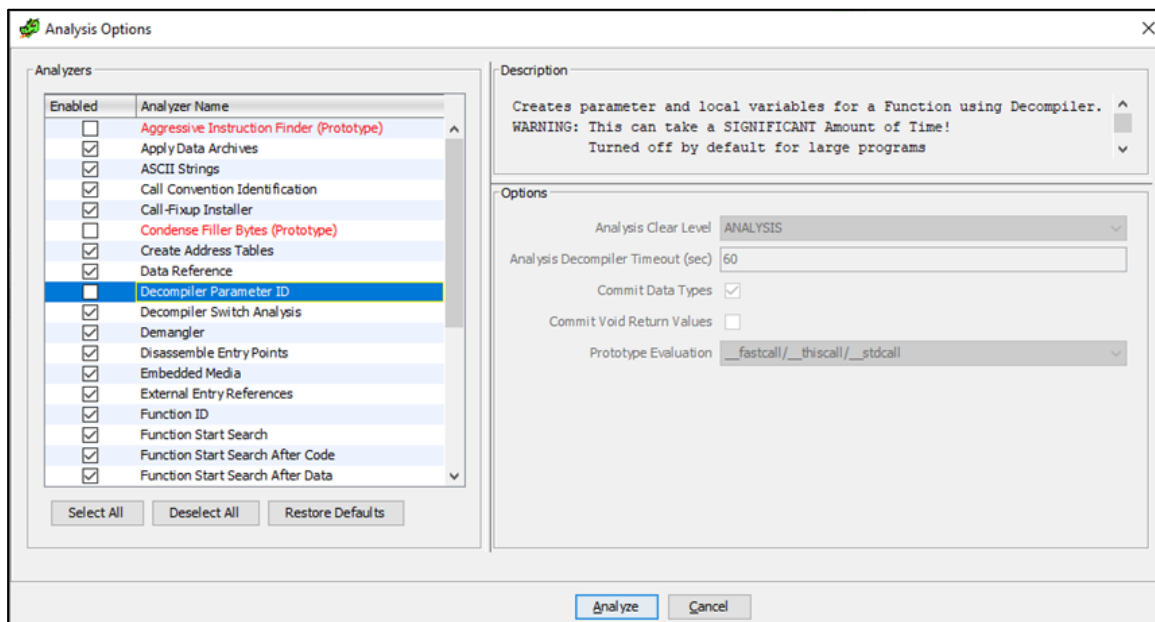 Analysis Options
Analyzers
Enabled Analyzer Name
Aggressive Instruction Finder (Prototype)
Apply Data Archives
ASCII Strings
Call Convention Identification
Call-Fixup Installer
Condense Filler Bytes (Prototype)
Create Address Tables
Data Reference
Decompiler Parameter ID
Decompiler Switch Analysis
Demangler
Disassemble Entry Points
Embedded Media
External Entry References
Function ID
Function Start Search
Function Start Search After Code
Function Start Search After Data
Select All Deselect All Restore Defaults
Description
Creates parameter and local variables for a Function using Decompiler.
WARNING: This can take a SIGNIFICANT Amount of Time!
Turned off by default for large programs
Options
Analysis Clear Level ANALYSIS
Analysis Decompiler Timeout (sec) 60
Commit Data Types
Commit Void Return Values
Prototype Evaluation __fastcall/__thiscall/__stdcall
Analyze Cancel